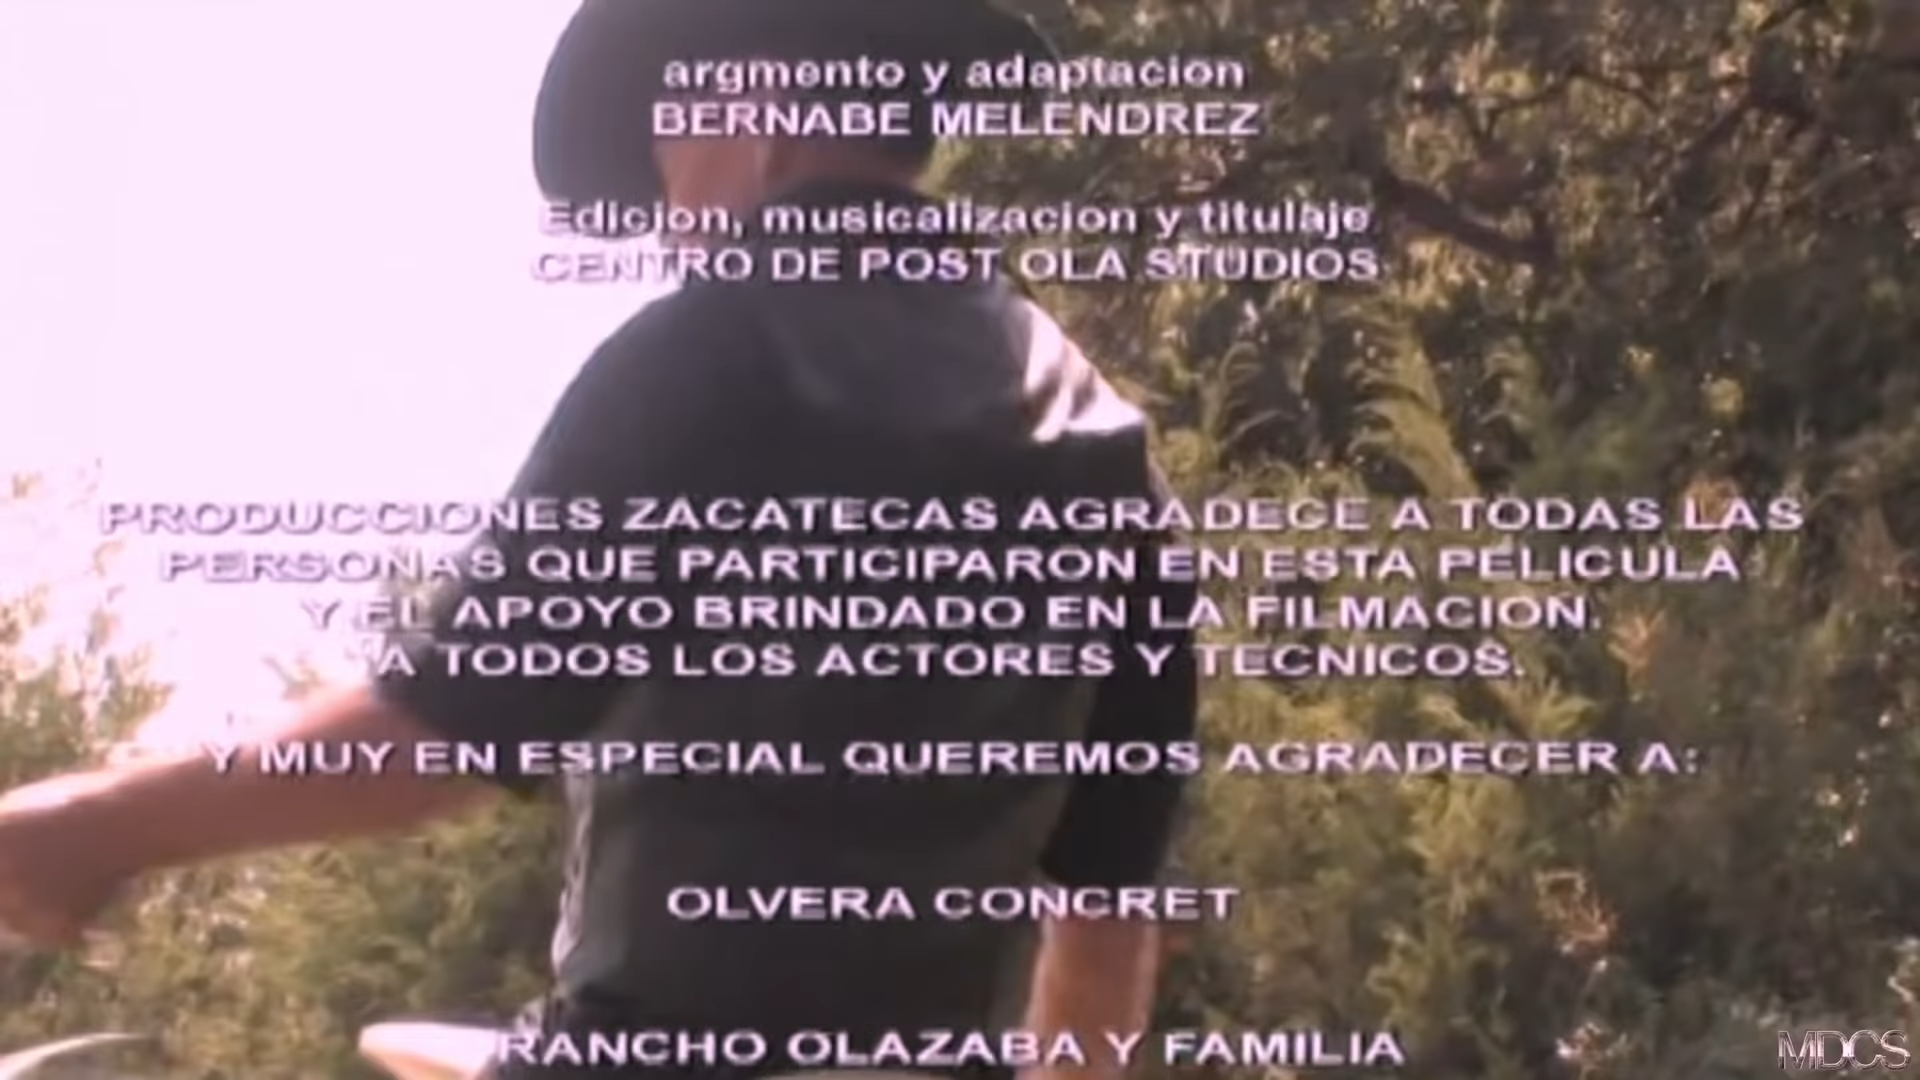 argmento y adaptacion
BERNABE MELENDREZ
Edicion, musicalizacion y titulaje
CENTRO DE POST OLA STUDIOS
PRODUCCIONES ZACATECAS AGRADECE A TODAS LAS
PERSONAS QUE PARTICIPARON EN ESTA PELICULA
Y EL APOYO BRINDADO EN LA FILMACION.
A TODOS LOS ACTORES Y TECNICOS.
Y MUY EN ESPECIAL QUEREMOS AGRADECER A:
OLVERA CONCRET
RANCHO OLAZABA Y FAMILIA
MDCS